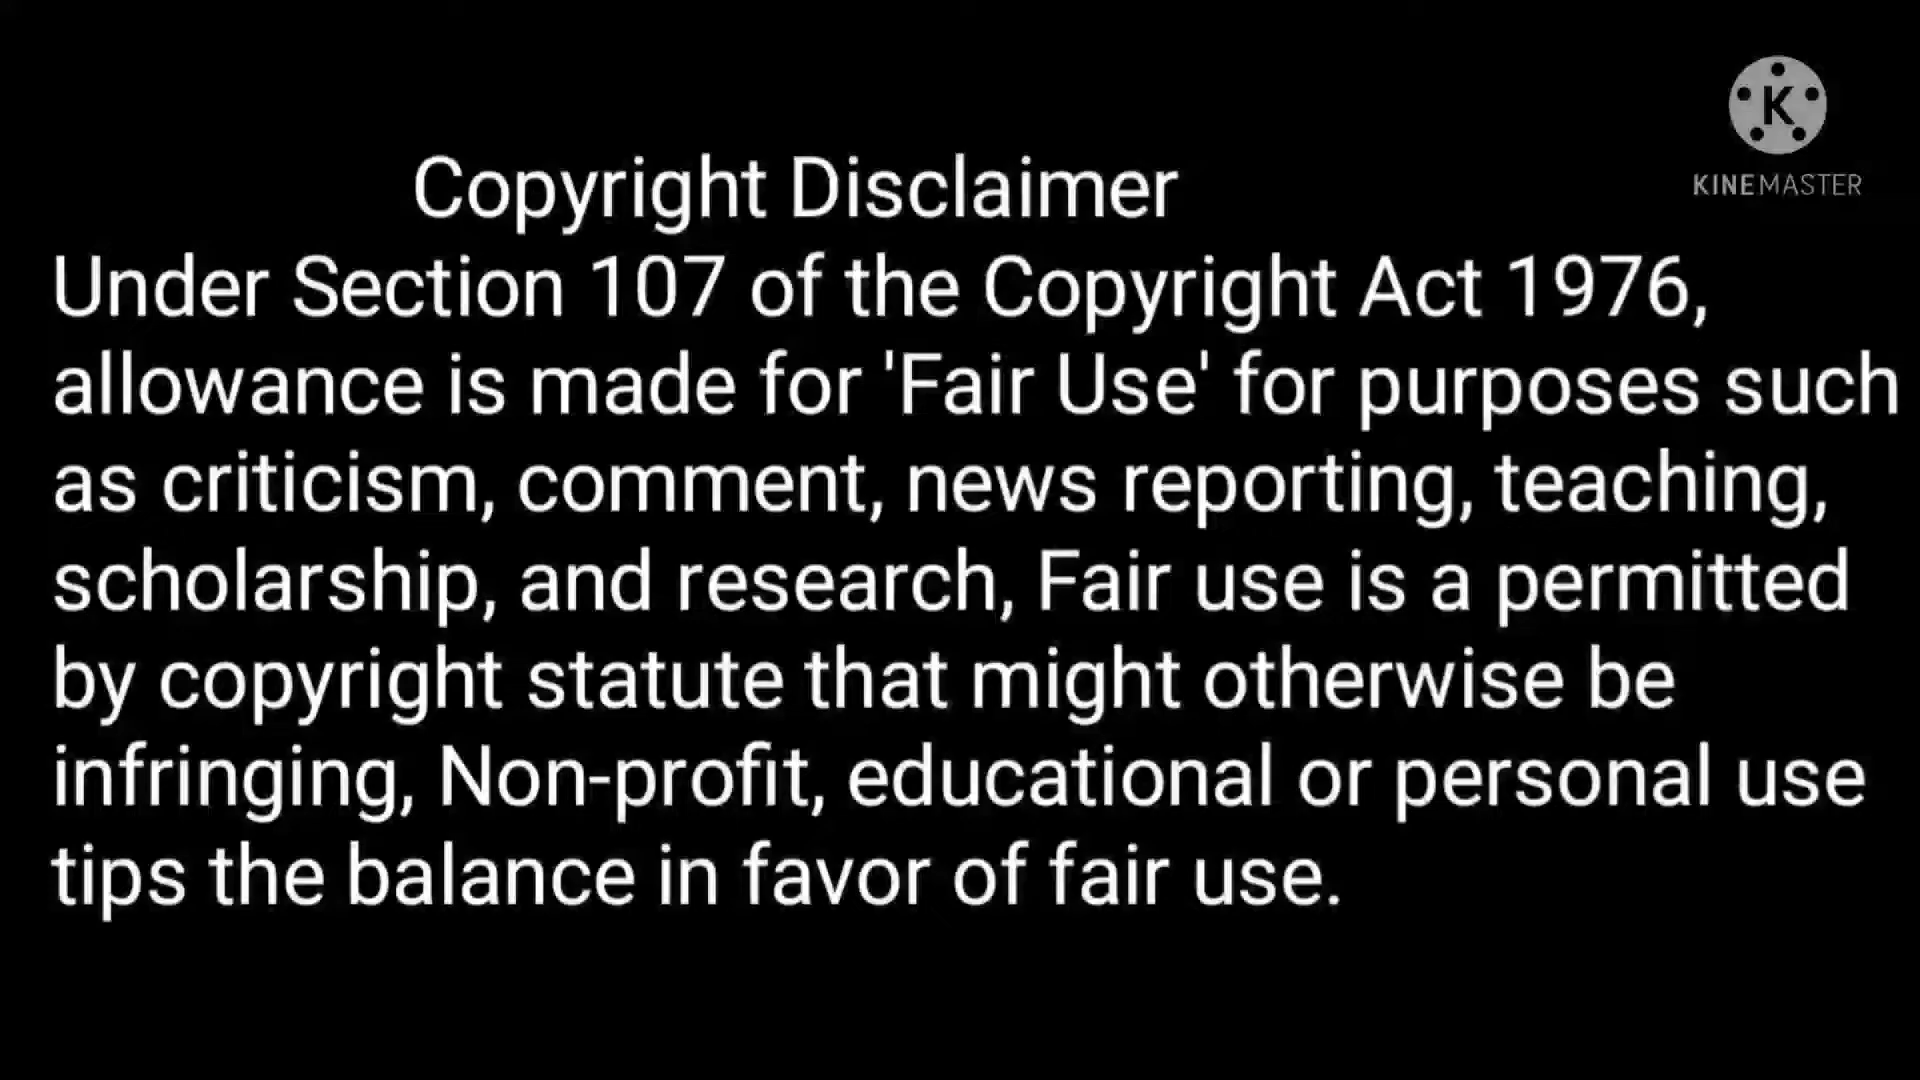 K
KINEMASTER
Copyright Disclaimer
Under Section 107 of the Copyright Act 1976,
allowance is made for 'Fair Use' for purposes such
as criticism, comment, news reporting, teaching,
scholarship, and research, Fair use is a permitted
by copyright statute that might otherwise be
infringing, Non-profit, educational or personal use
tips the balance in favor of fair use.